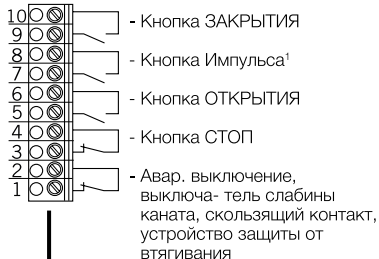 10
9
8
7
6
5
4
3
2
1
- Кнопка ЗАКРЫТИЯ
- Кнопка Импульса¹
- Кнопка ОТКРЫТИЯ
- Кнопка СТОП
- Авар. выключение,
выключа- тель слабины
каната, скользящий контакт,
устройство защиты от
втягивания